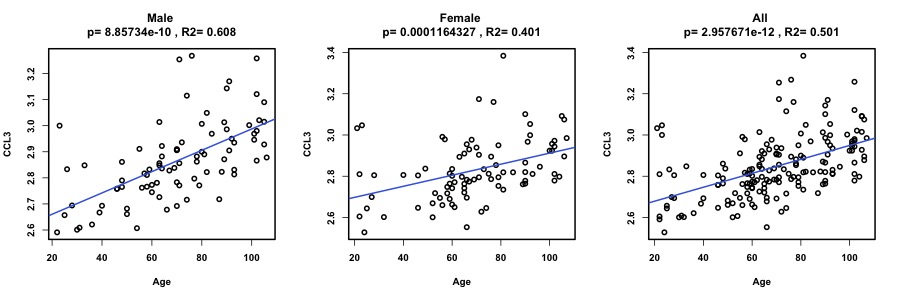 Male
p= 8.85734e-10 , R2= 0.608
CCL3
2.6 2.7 2.8 2.9 3.0 3.1 3.2
20 40 60 80 100
Age
Female
p= 0.0001164327 , R2= 0.401
CCL3
2.6 2.8 3.0 3.2 3.4
20 40 60 80 100
Age
All
p= 2.957671e-12 , R2= 0.501
CCL3
2.6 2.8 3.0 3.2 3.4
20 40 60 80 100
Age